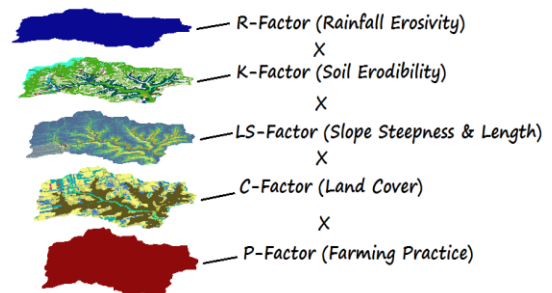 R-Factor (Rainfall Erosivity)
X
K-Factor (Soil Erodibility)
X
LS-Factor (Slope Steepness & Length)
X
C-Factor (Land Cover)
X
P-Factor (Farming Practice)